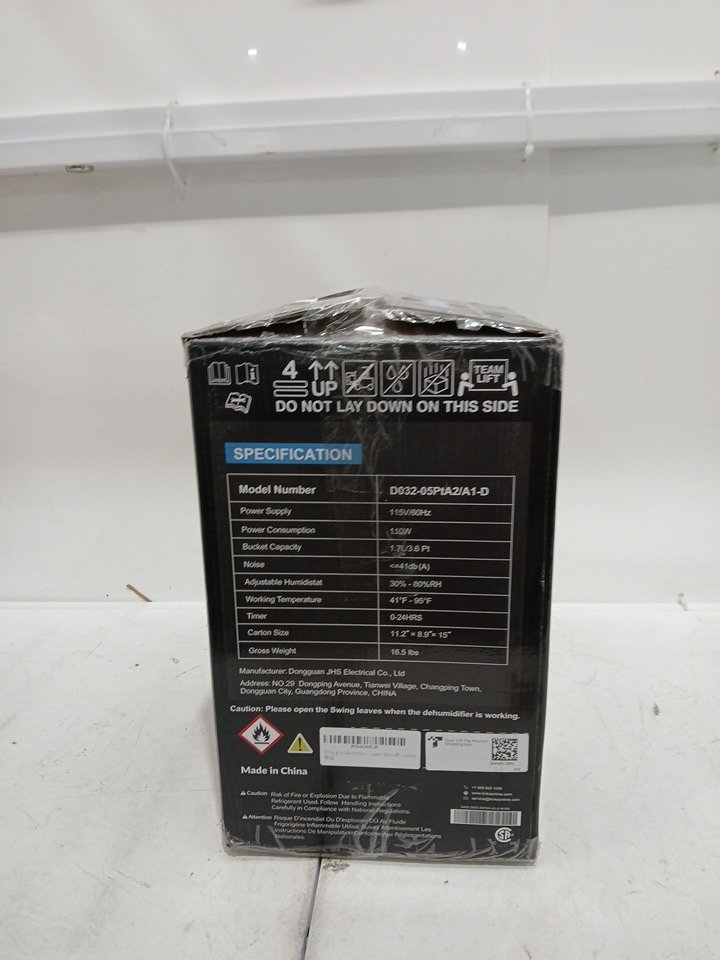 4 UP TEAM LIFT
DO NOT LAY DOWN ON THIS SIDE
SPECIFICATION
Model Number D032-05PtA2/A1-D
Power Supply 115V/60Hz
Power Consumption
Bucket Capacity 1.7L/3.6 Pt
Noise <=41db(A)
Adjustable Humidistat 30% - 80%RH
Working Temperature 41°F - 95°F
Timer 0-24HRS
Carton Size 11.2" × 8.9" × 15"
Gross Weight 16.5 lbs
Manufacturer: Dongguan JHS Electrical Co., Ltd
Address: NO.29 Dongping Avenue, Tianwei Village, Changping Town,
Dongguan City, Guangdong Province, CHINA
Caution: Please open the Swing leaves when the dehumidifier is working.
Made in China
Caution Risk of Fire or Explosion Due to Flammable
Refrigerant Used. Follow Handling Instructions
Carefully in Compliance with National Regulations.
Attention Risque D'incendiel Ou D'explosion OÙ Au Fluide
Frigorigène Inflammable Utilisé. Suivez Attentivement Les
Instructions De Manipulation Conformes Aux Réglementations
Nationales.